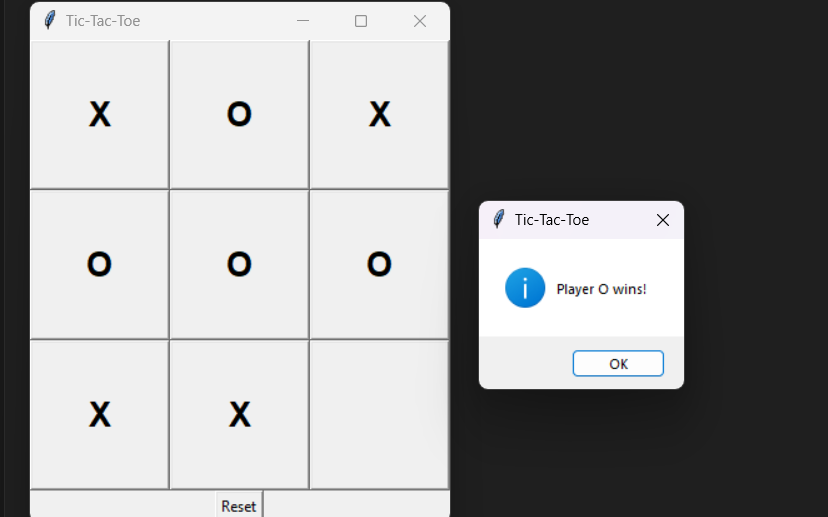 Tic-Tac-Toe
X O X
Tic-Tac-Toe
O O O
Player O wins!
OK
X X
Reset